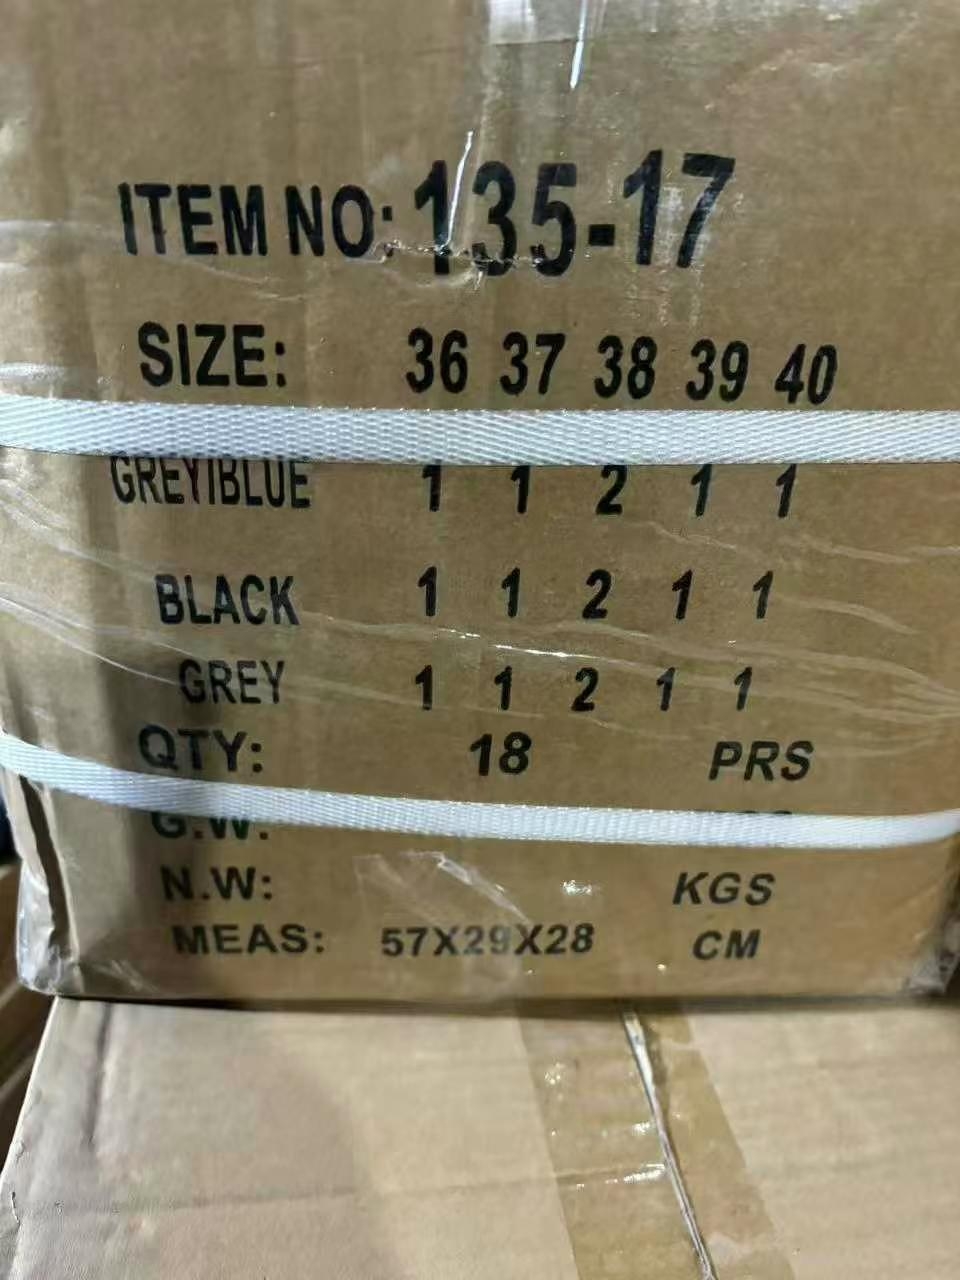 ITEM NO: 135-17
SIZE: 36 37 38 39 40
GREY/BLUE 1 1 2 1 1
BLACK 1 1 2 1 1
GREY 1 1 2 1 1
QTY: 18 PRS
G.W:
N.W: KGS
MEAS: 57X29X28 CM